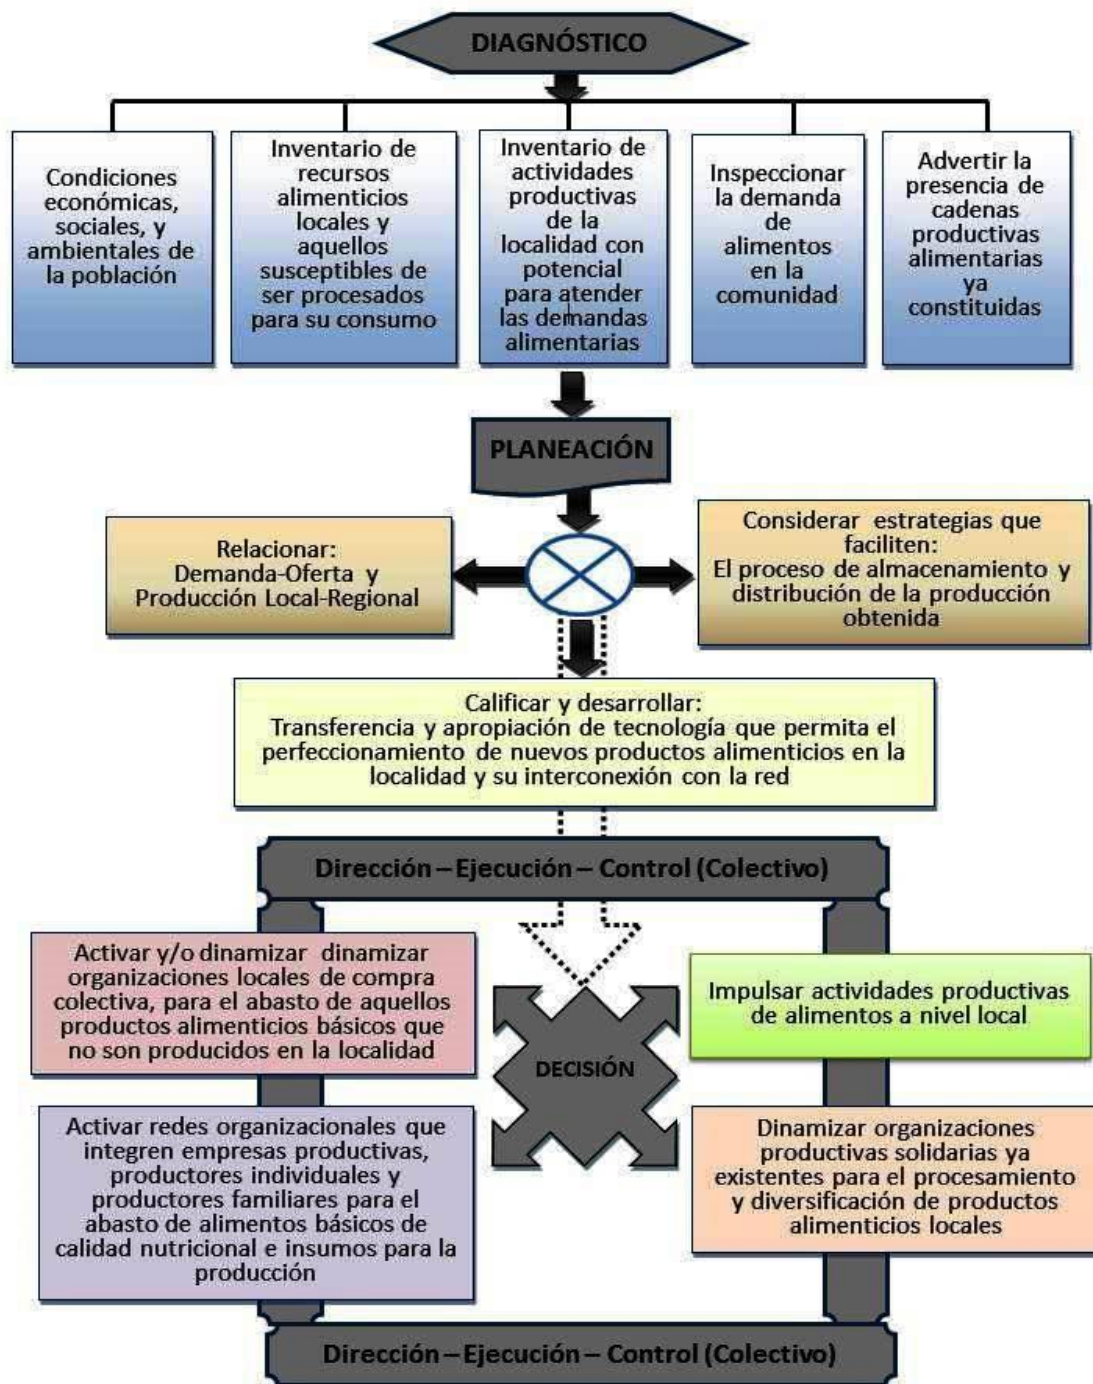 DIAGNÓSTICO
Condiciones
económicas,
sociales, y
ambientales de
la población
Inventario de
recursos
alimenticios
locales y
aquellos
susceptibles de
ser procesados
para su consumo
Inventario de
actividades
productivas
de la
localidad con
potencial
para atender
las demandas
alimentarias
Inspeccionar
la demanda
de
alimentos
en la
comunidad
Advertir la
presencia de
cadenas
productivas
alimentarias
ya
constituidas
PLANEACIÓN
Relacionar:
Demanda-Oferta y
Producción Local-Regional
Considerar estrategias que
faciliten:
El proceso de almacenamiento y
distribución de la producción
obtenida
Calificar y desarrollar:
Transferencia y apropiación de tecnología que permita el
perfeccionamiento de nuevos productos alimenticios en la
localidad y su interconexión con la red
Dirección – Ejecución – Control (Colectivo)
Activar y/o dinamizar dinamizar
organizaciones locales de compra
colectiva, para el abasto de aquellos
productos alimenticios básicos que
no son producidos en la localidad
Impulsar actividades productivas
de alimentos a nivel local
DECISIÓN
Activar redes organizacionales que
integren empresas productivas,
productores individuales y
productores familiares para el
abasto de alimentos básicos de
calidad nutricional e insumos para la
producción
Dinamizar organizaciones
productivas solidarias ya
existentes para el procesamiento
y diversificación de productos
alimenticios locales
Dirección – Ejecución – Control (Colectivo)